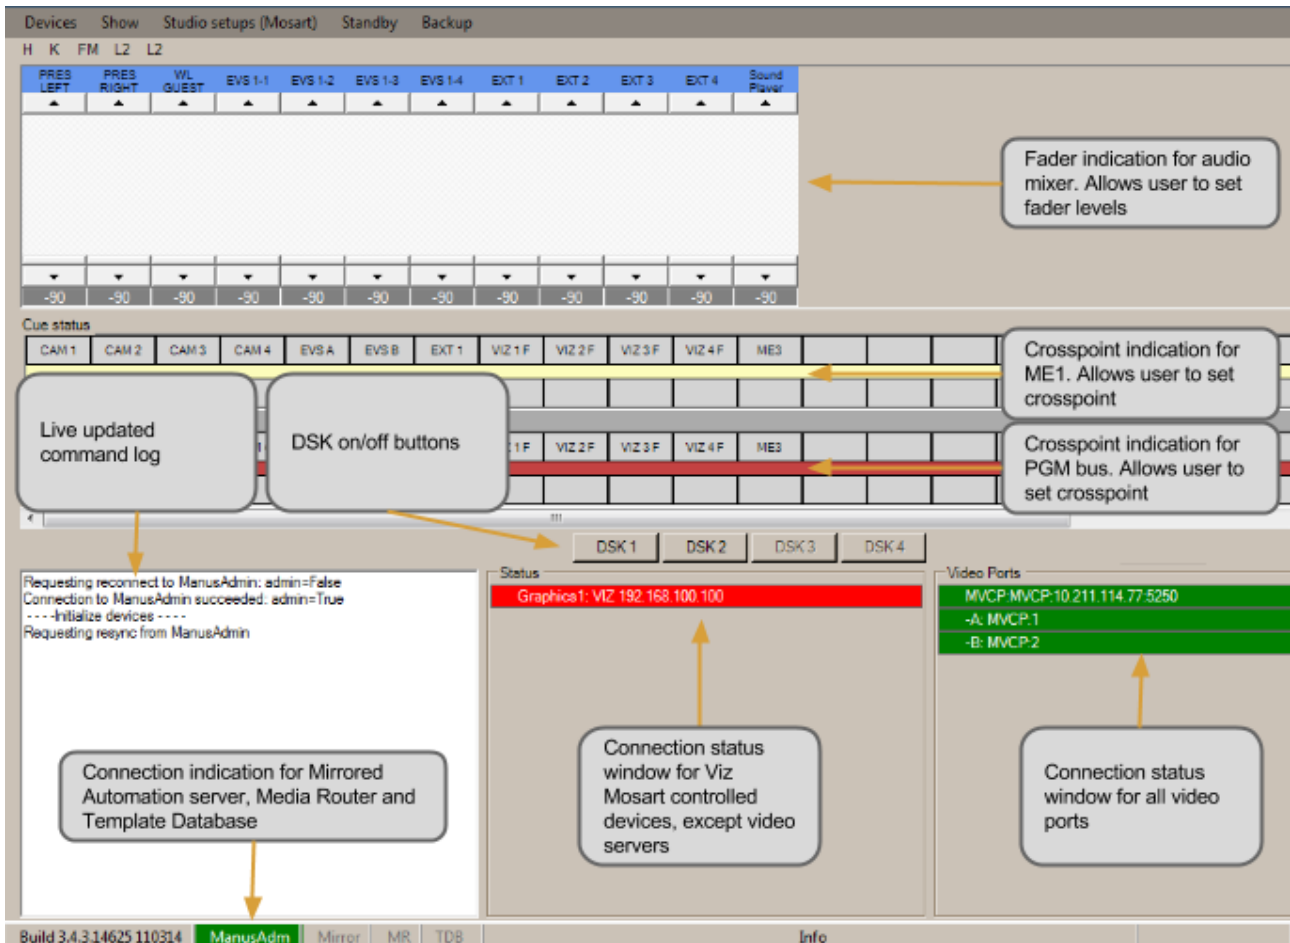 Devices Show Studio setups (Mosart) Standby Backup
H K FM L2 L2
PRES LEFT PRES RIGHT WL GUEST EVS 1-1 EVS 1-2 EVS 1-3 EVS 1-4 EXT 1 EXT 2 EXT 3 EXT 4 Sound Player
-90 -90 -90 -90 -90 -90 -90 -90 -90 -90 -90 -90
Fader indication for audio
mixer. Allows user to set
fader levels
Cue status
CAM 1 CAM 2 CAM 3 CAM 4 EVS A EVS B EXT 1 VIZ 1 F VIZ 2 F VIZ 3 F VIZ 4 F ME3
Crosspoint indication for
ME1. Allows user to set
crosspoint
Live updated
command log
DSK on/off buttons
1 F VIZ 2 F VIZ 3 F VIZ 4 F ME3
Crosspoint indication for
PGM bus. Allows user to
set crosspoint
DSK 1 DSK 2 DSK 3 DSK 4
Requesting reconnect to ManusAdmin: admin=False
Connection to ManusAdmin succeeded: admin=True
----Initialize devices ----
Requesting resync from ManusAdmin
Status
Graphics1: VIZ 192.168.100.100
Video Ports
MVCP:MVCP:10.211.114.77:5250
-A: MVCP:1
-B: MVCP:2
Connection indication for Mirrored
Automation server, Media Router and
Template Database
Connection status
window for Viz
Mosart controlled
devices, except video
servers
Connection status
window for all video
ports
Build 3.4.3.14625 110314 ManusAdm Mirror MR TDB Info